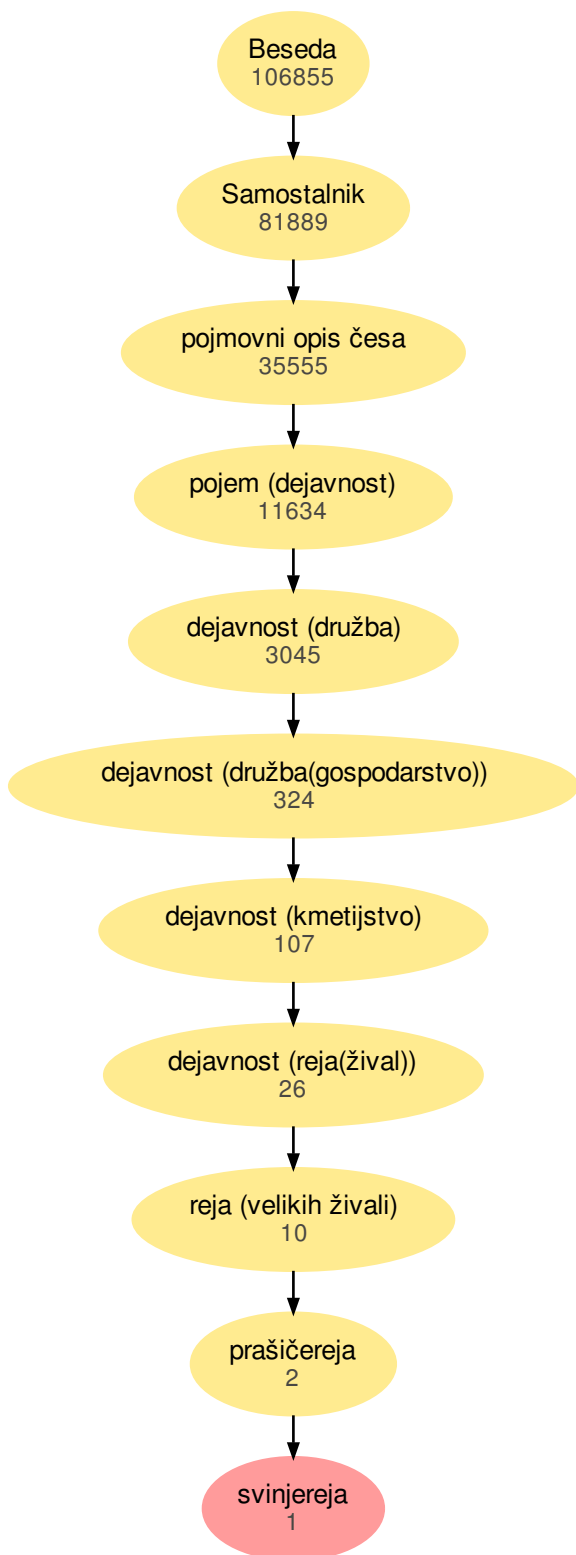 Beseda
106855
Samostalnik
81889
pojmovni opis česa
35555
pojem (dejavnost)
11634
dejavnost (družba)
3045
dejavnost (družba(gospodarstvo))
324
dejavnost (kmetijstvo)
107
dejavnost (reja(žival))
26
reja (velikih živali)
10
prašičereja
2
svinjereja
1